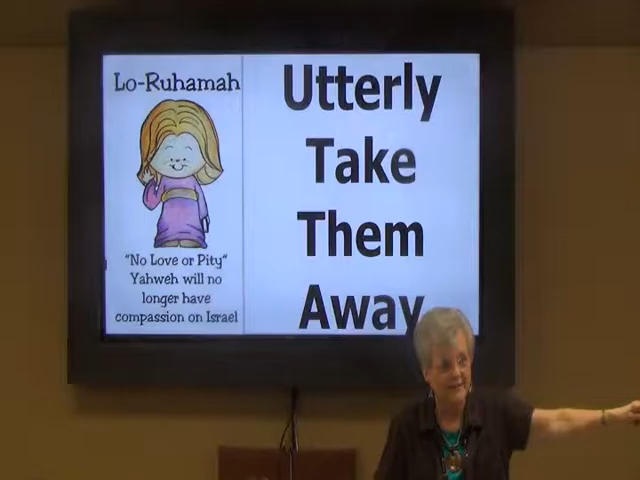 Lo-Ruhamah
"No Love or Pity"
Yahweh will no
longer have
compassion on Israel
Utterly
Take
Them
Away